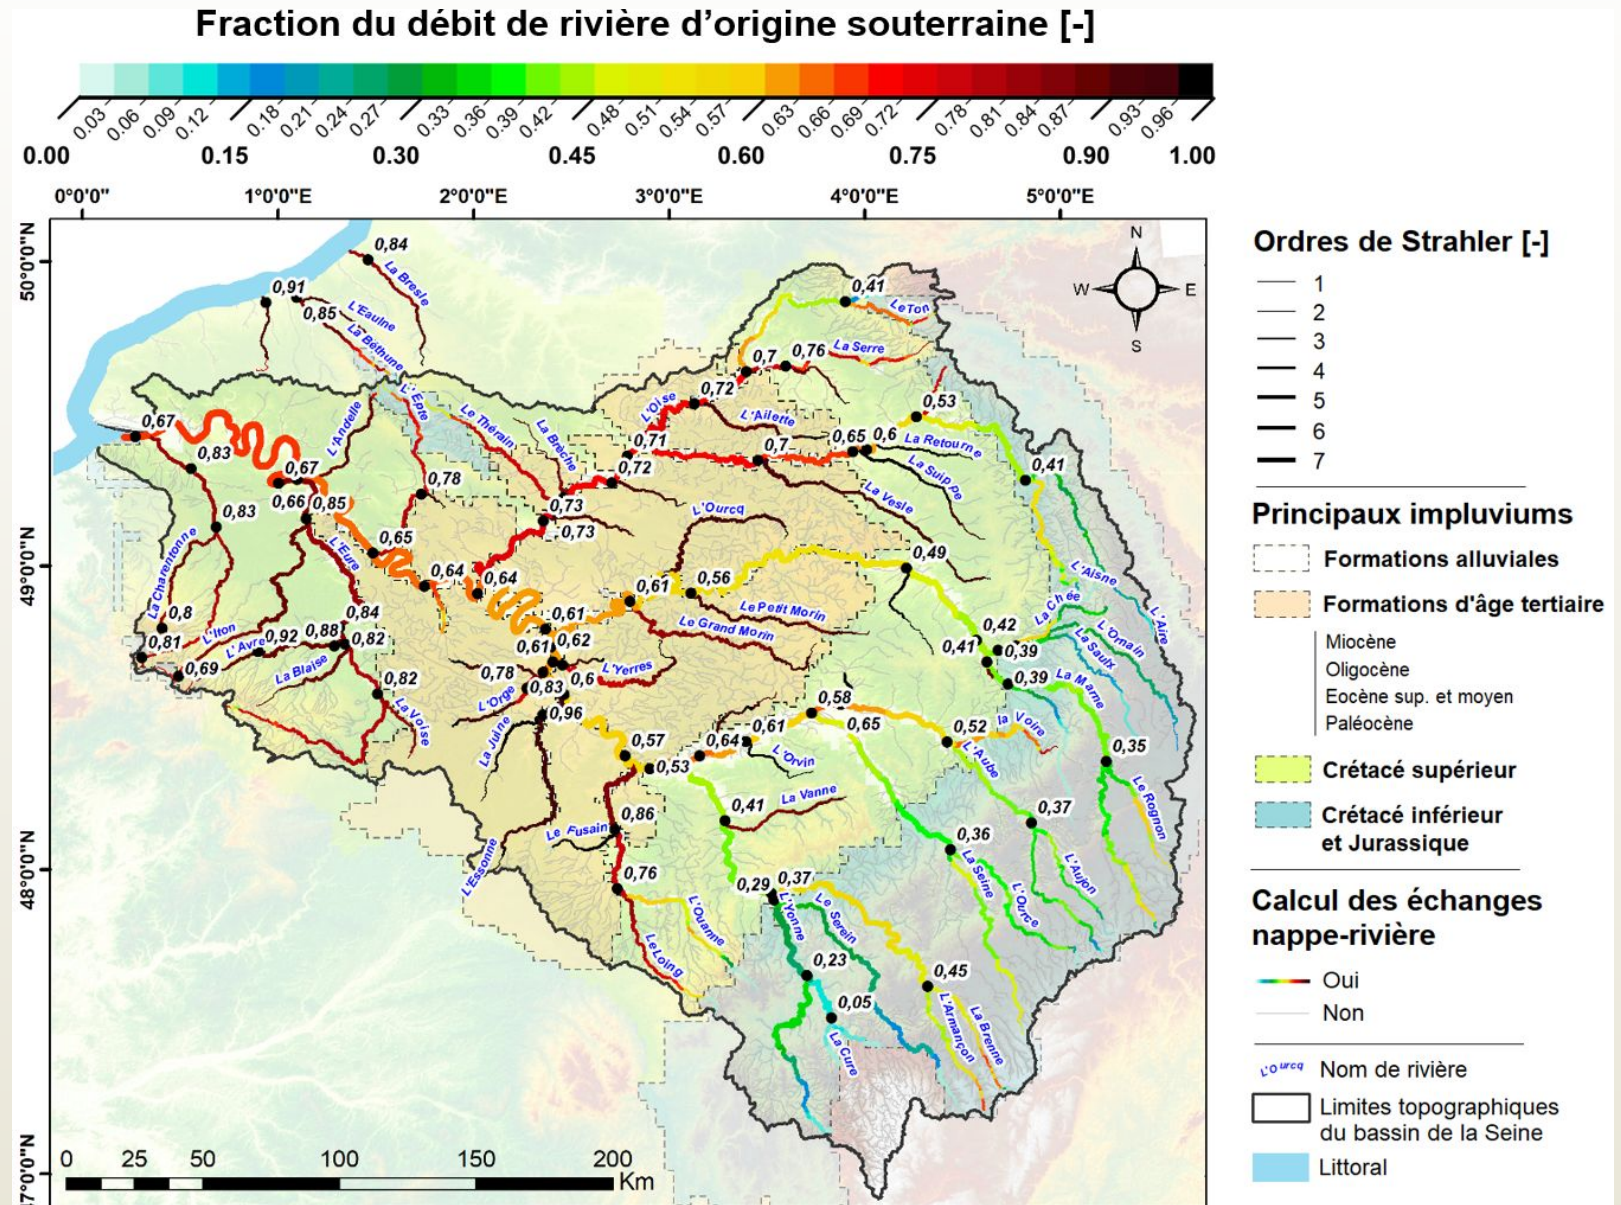 Fraction du débit de rivière d'origine souterraine [-]
0.03 0.06 0.09 0.12 0.18 0.21 0.24 0.27 0.33 0.36 0.39 0.42 0.48 0.51 0.54 0.57 0.63 0.66 0.69 0.72 0.78 0.81 0.84 0.87 0.93 0.96
0.00 0.15 0.30 0.45 0.60 0.75 0.90 1.00
0°0'0" 1°0'0"E 2°0'0"E 3°0'0"E 4°0'0"E 5°0'0"E
50°0'0"N
49°0'0"N
48°0'0"N
7°0'0"N
N
W E
S
0,84
La Bresle
0,91
0,85
L'Eaulne
La Béthune
0,41
Le Ton
0,7 0,76
La Serre
0,72
L'Oise
L'Ailette
0,53
0,67
L'Andelle
L'Epte
Le Thérain
La Brèche
0,71
0,72
0,7
0,65 0,6
La Retourne
La Suippe
0,41
0,83
0,67
0,66 0,85
0,78
0,73
0,73
L'Ourcq
La Vesle
0,83
La Charentonne
L'Eure
0,65
0,64
0,64
0,61
0,56
0,49
L'Aisne
La Chée
L'Aire
0,8
0,81
L'Iton
L'Avre
0,92 0,88
0,84
0,82
0,61
0,61 0,62
Le Petit Morin
Le Grand Morin
0,42
0,41
0,39
L'Ornain
La Saulx
0,69
La Blaise
0,78
0,83
0,6
L'Yerres
0,39
La Marne
0,82
La Voise
L'Orge
0,96
La Juine
0,58
0,65
0,61
0,64
L'Orvin
0,52
la Voire
L'Aube
0,35
0,57
0,53
Le Rognon
0,86
Le Fusain
0,41
La Vanne
0,37
L'Essonne
0,36
La Seine
L'Aujon
L'Ource
0,76
0,29 0,37
L'Yonne
Le Serein
L'Ouanne
Le Loing
0,23
0,05
La Cure
0,45
L'Armançon
La Brenne
0 25 50 100 150 200
Km
Ordres de Strahler [-]
1
2
3
4
5
6
7
Principaux impluviums
Formations alluviales
Formations d'âge tertiaire
Miocène
Oligocène
Eocène sup. et moyen
Paléocène
Crétacé supérieur
Crétacé inférieur
et Jurassique
Calcul des échanges
nappe-rivière
Oui
Non
L'Ourcq Nom de rivière
Limites topographiques
du bassin de la Seine
Littoral